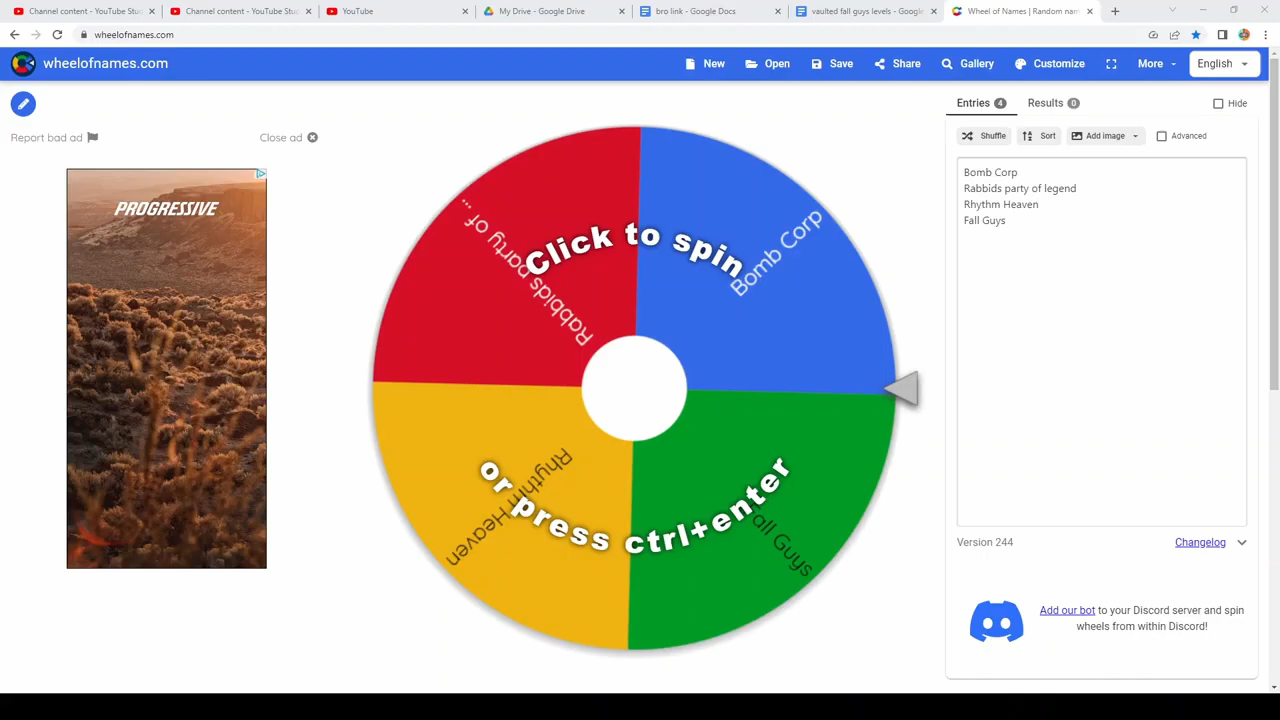 Channel content - YouTube Stu
Channel content - YouTube Stu
YouTube
My Drive - Google Drive
bro link - Google Docs
vaulted fall guys levels - Google
Wheel of Names | Random nam
wheelofnames.com
wheelofnames.com
New
Open
Save
Share
Gallery
Customize
More
English
Report bad ad
Close ad
PROGRESSIVE
Click to spin
or press ctrl+enter
Rabbids party of ...
Bomb Corp
Rhythm Heaven
Fall Guys
Entries 4
Results 0
Hide
Shuffle
Sort
Add image
Advanced
Bomb Corp
Rabbids party of legend
Rhythm Heaven
Fall Guys
Version 244
Changelog
Add our bot to your Discord server and spin
wheels from within Discord!